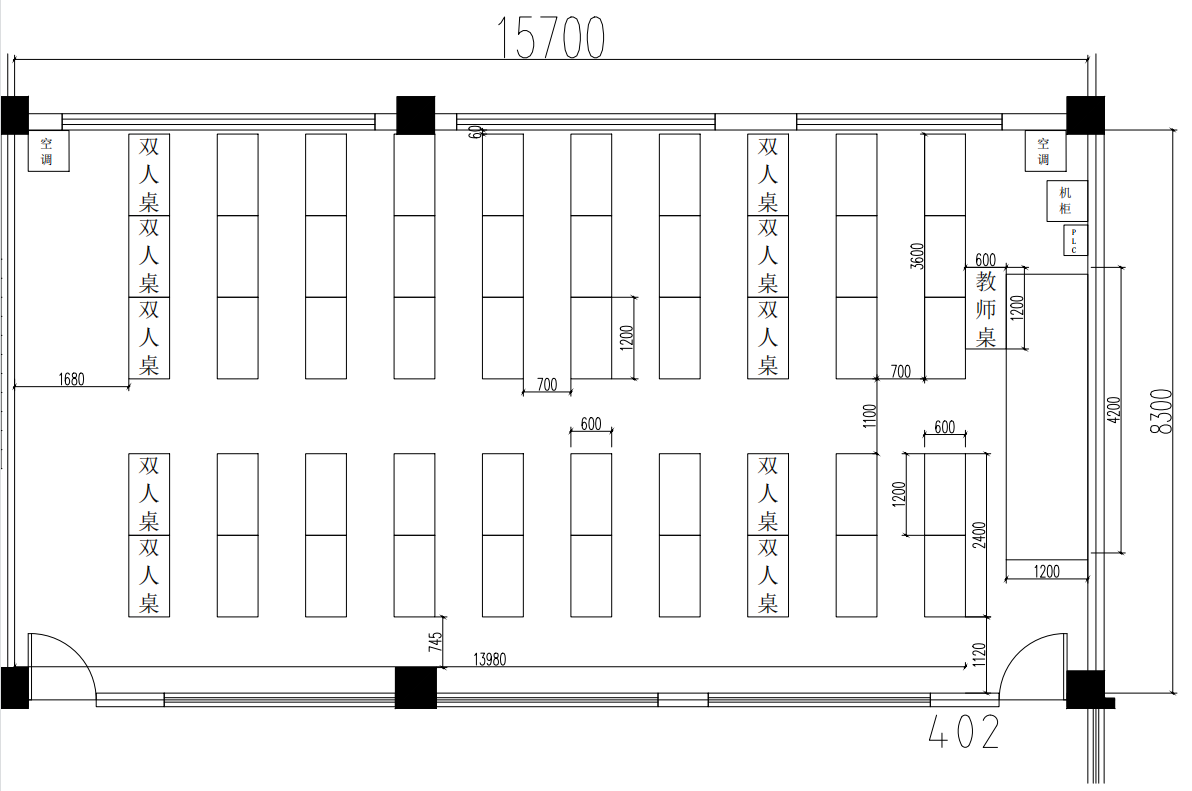 15700
空
调
双
人
桌
60
双
人
桌
空
调
机
柜
双
人
桌
双
人
桌
P
L
C
3600
600
教
师
桌
双
人
桌
1200
双
人
桌
1200
1680
700
700
4200
8300
1100
600
600
双
人
桌
双
人
桌
1200
2400
双
人
桌
双
人
桌
1200
745
13980
1120
402